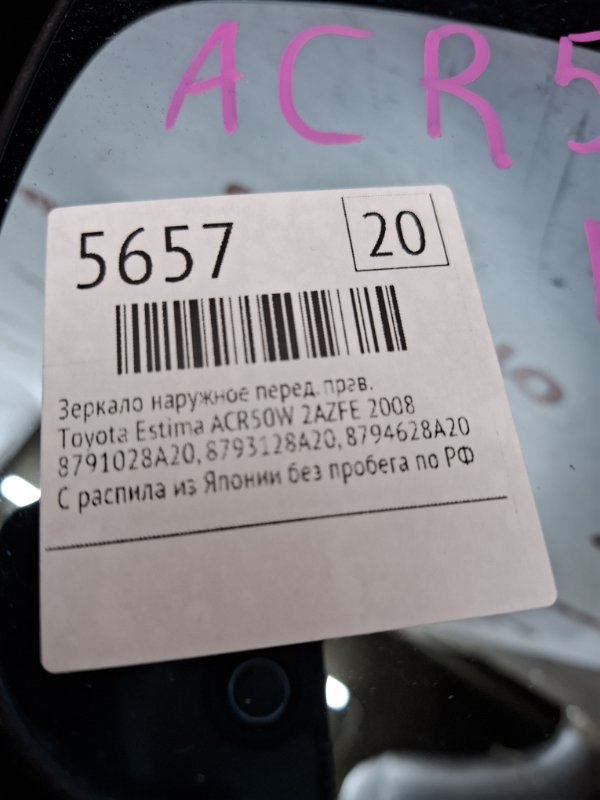 ACR5
5657
20
Зеркало наружное перед. прав.
Toyota Estima ACR50W 2AZFE 2008
8791028A20, 8793128A20, 8794628A20
С распила из Японии без пробега по РФ